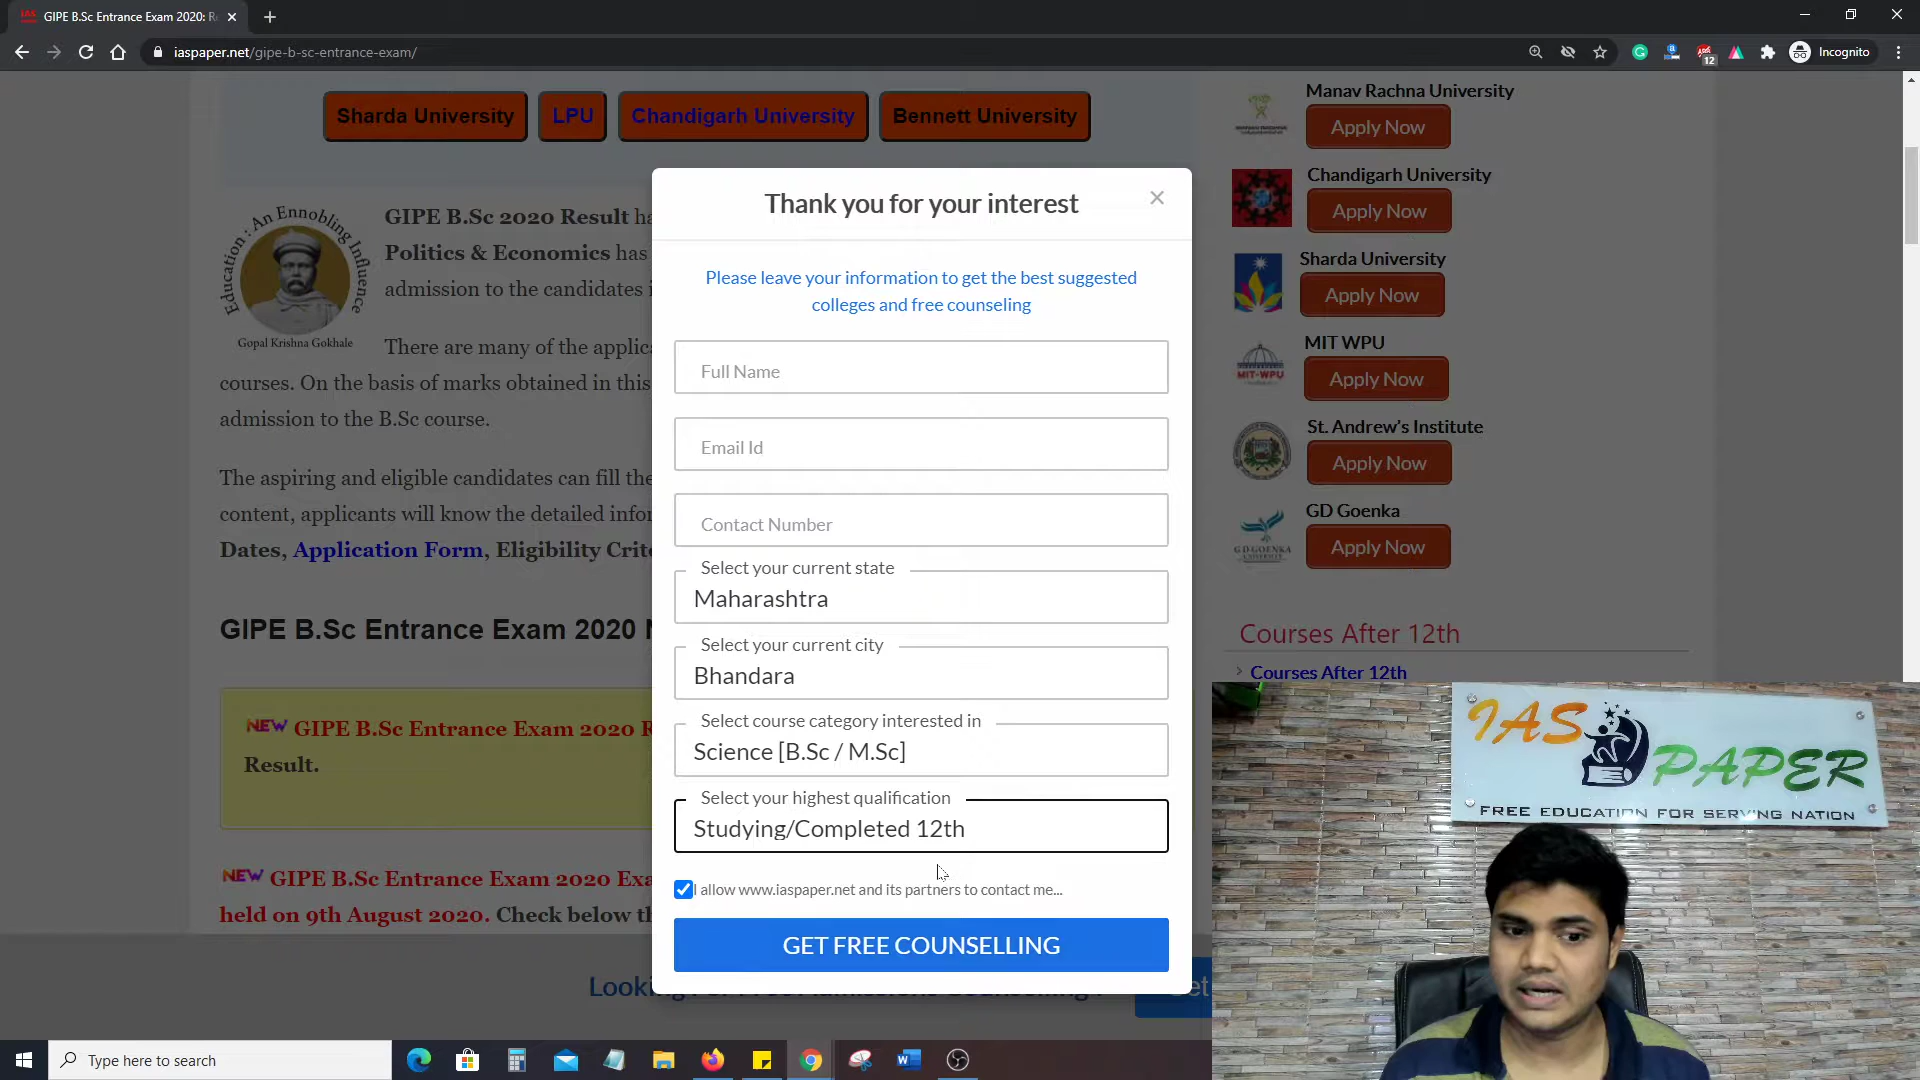 GIPE B.Sc Entrance Exam 2020: R
iaspaper.net/gipe-b-sc-entrance-exam/
12
Incognito
Sharda University
LPU
Chandigarh University
Bennett University
Education : An Ennobling Influence
Gopal Krishna Gokhale
GIPE B.Sc 2020 Result
Politics & Economics has
admission to the candidates
There are many of the applic
courses. On the basis of marks obtained in this
admission to the B.Sc course.
The aspiring and eligible candidates can fill the
content, applicants will know the detailed infor
Dates, Application Form, Eligibility Crite
GIPE B.Sc Entrance Exam 2020
NEW GIPE B.Sc Entrance Exam 2020 R
Result.
NEW GIPE B.Sc Entrance Exam 2020 Exa
held on 9th August 2020. Check below th
Thank you for your interest
×
Please leave your information to get the best suggested
colleges and free counseling
Full Name
Email Id
Contact Number
Select your current state
Maharashtra
Select your current city
Bhandara
Select course category interested in
Science [B.Sc / M.Sc]
Select your highest qualification
Studying/Completed 12th
I allow www.iaspaper.net and its partners to contact me...
GET FREE COUNSELLING
Manav Rachna University
Apply Now
Chandigarh University
Apply Now
Sharda University
Apply Now
MIT WPU
MIT-WPU
Apply Now
St. Andrew's Institute
Apply Now
GD Goenka
G.D GOENKA
Apply Now
Courses After 12th
Courses After 12th
IAS PAPER
FREE EDUCATION FOR SERVING NATION
Type here to search